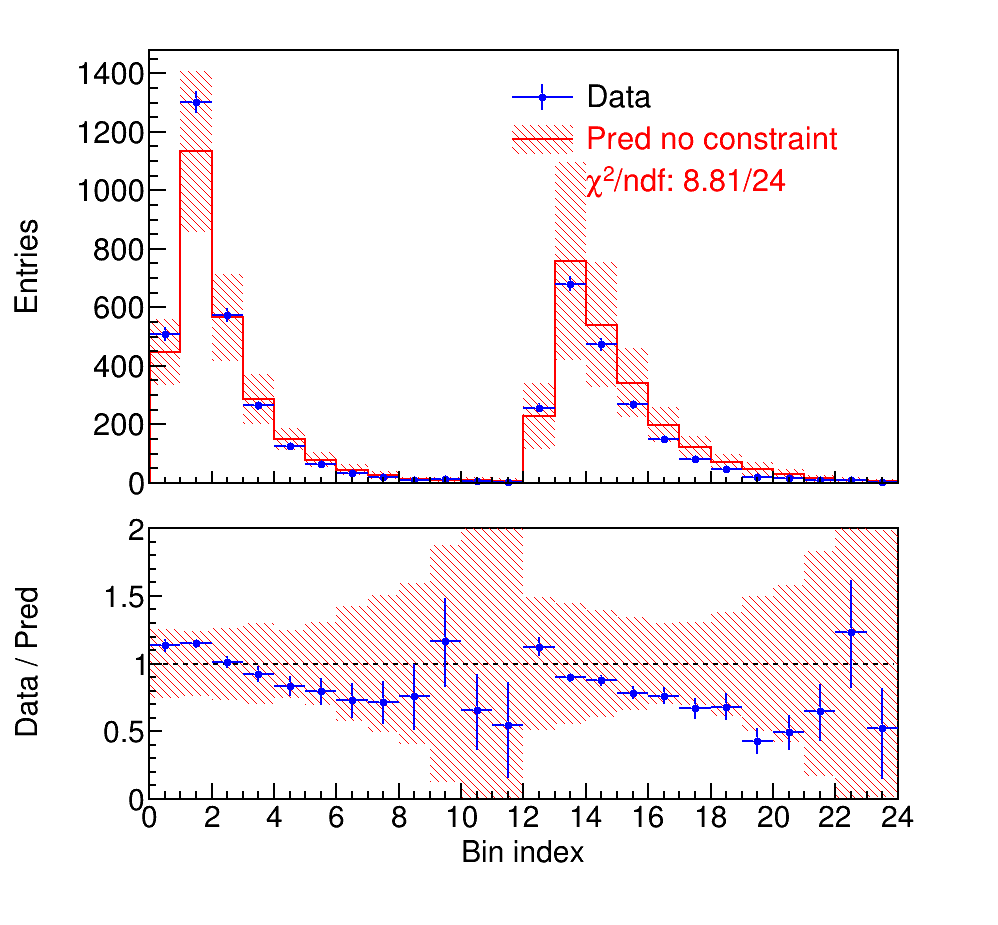 Entries
1400
1200
1000
800
600
400
200
0
Data
Pred no constraint
χ²/ndf: 8.81/24
Data / Pred
2
1.5
1
0.5
0
0 2 4 6 8 10 12 14 16 18 20 22 24
Bin index